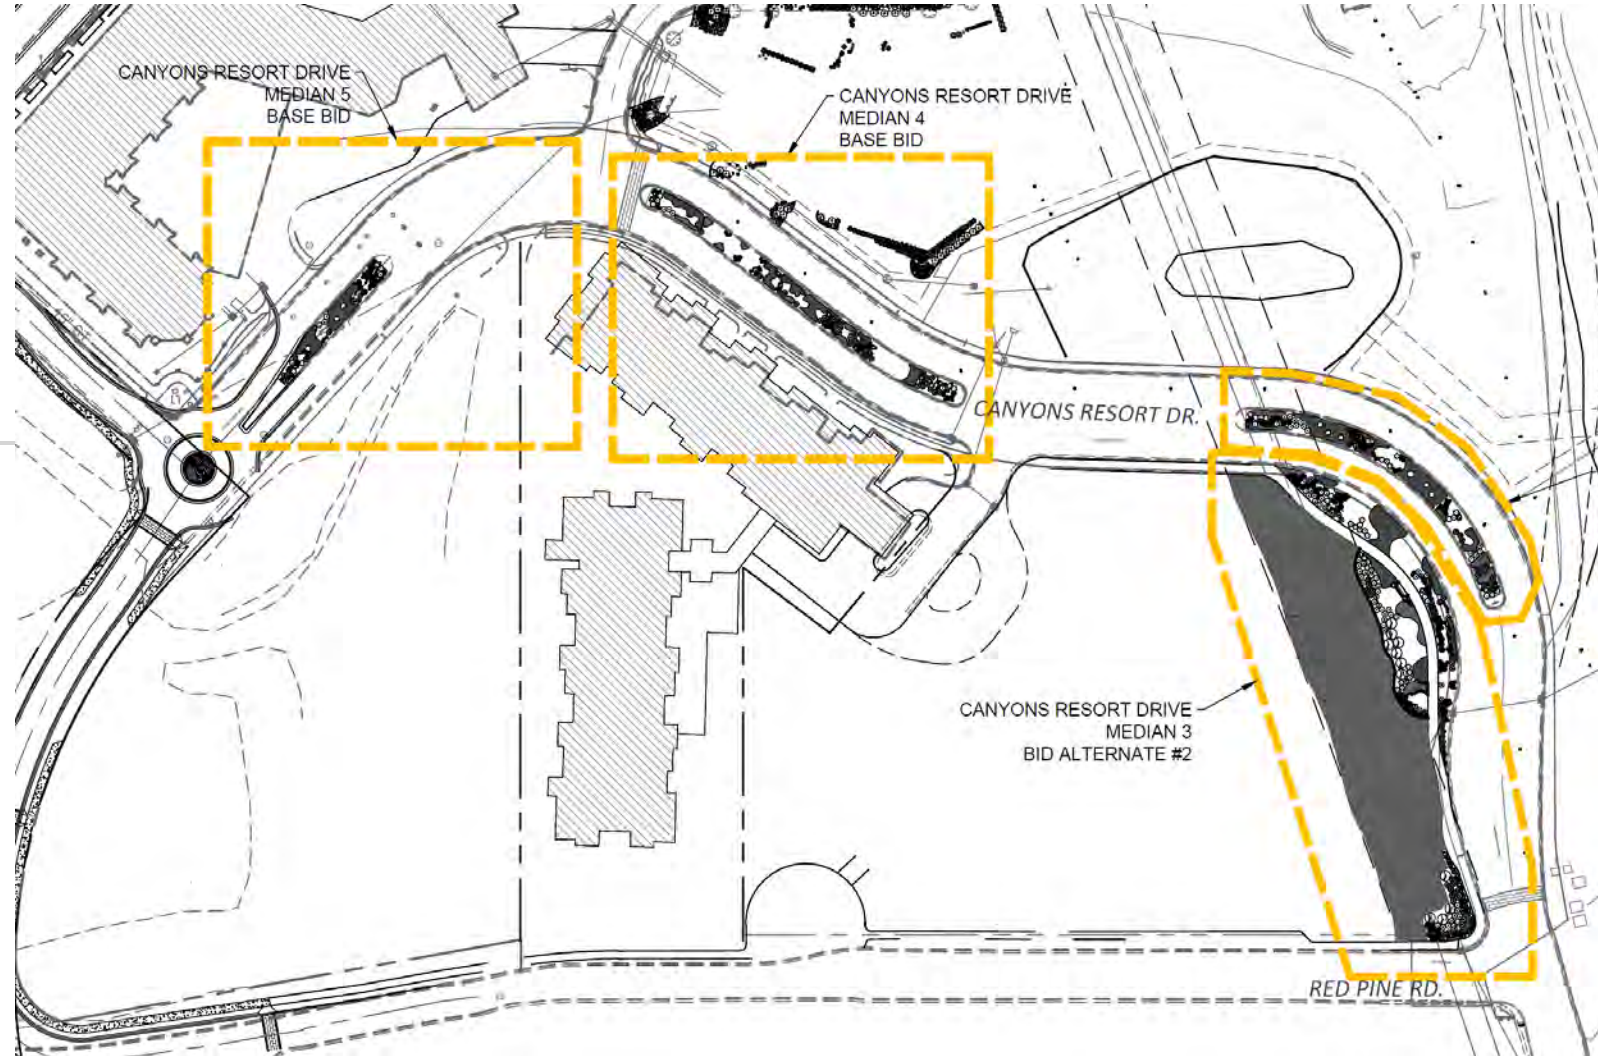 CANYONS RESORT DRIVE
MEDIAN 5
BASE BID
CANYONS RESORT DRIVE
MEDIAN 4
BASE BID
CANYONS RESORT DR.
CANYONS RESORT DRIVE
MEDIAN 3
BID ALTERNATE #2
RED PINE RD.